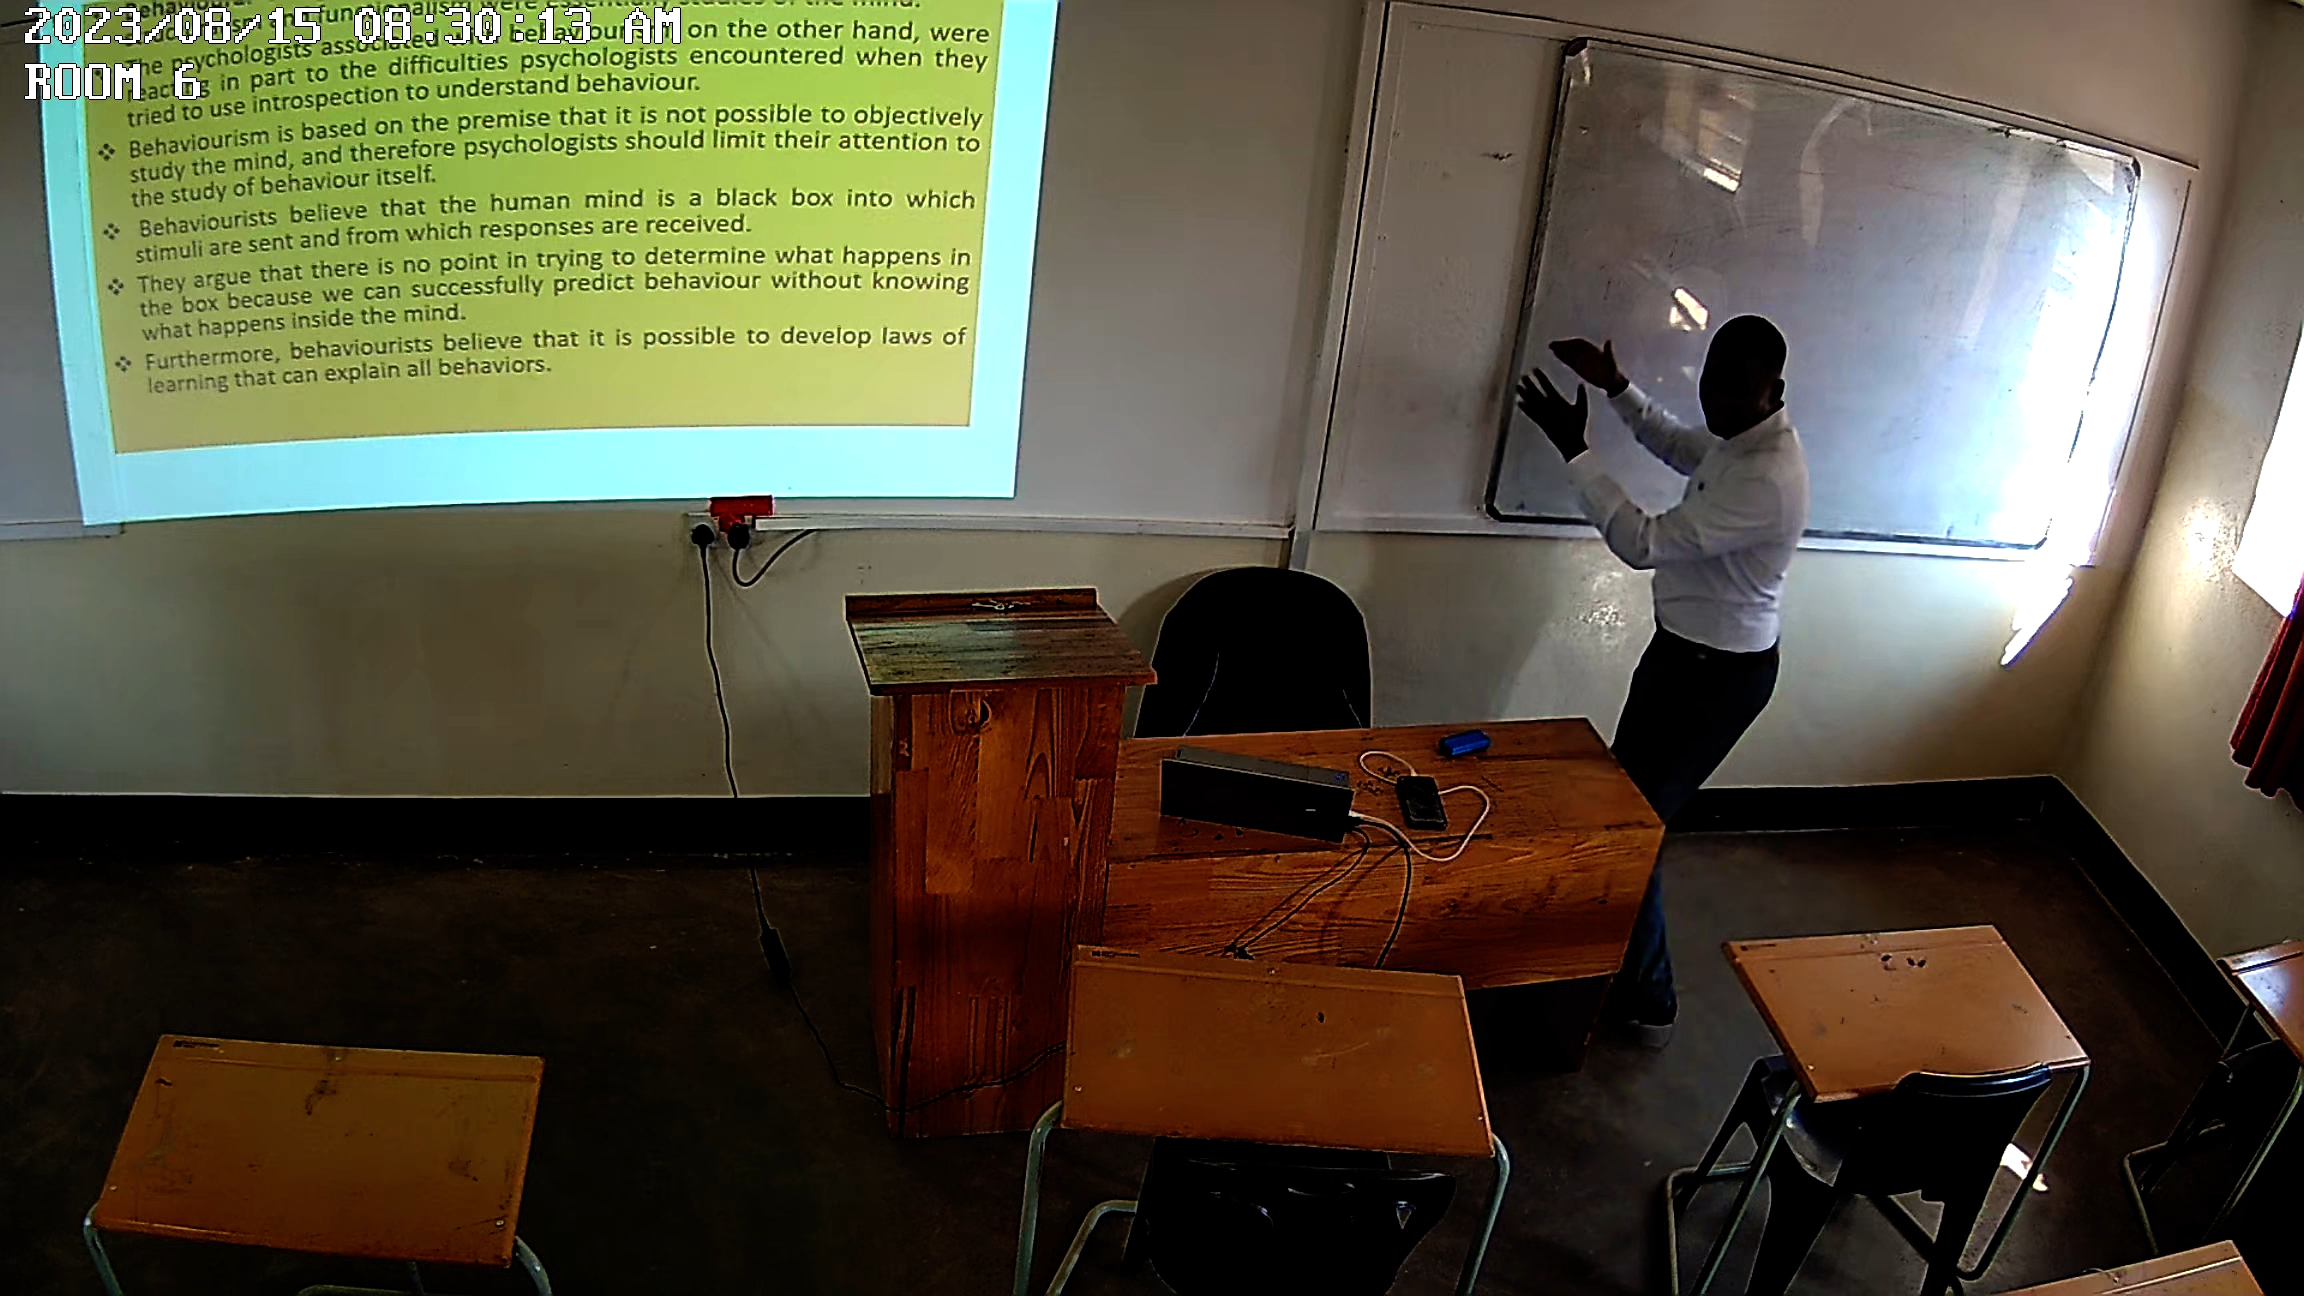 2023/08/15 08:30:13 AM
ROOM 6
The psychologists associated behaviour on the other hand, were
reacting in part to the difficulties psychologists encountered when they
tried to use introspection to understand behaviour.
❖ Behaviourism is based on the premise that it is not possible to objectively
study the mind, and therefore psychologists should limit their attention to
the study of behaviour itself.
❖ Behaviourists believe that the human mind is a black box into which
stimuli are sent and from which responses are received.
❖ They argue that there is no point in trying to determine what happens in
the box because we can successfully predict behaviour without knowing
what happens inside the mind.
❖ Furthermore, behaviourists believe that it is possible to develop laws of
learning that can explain all behaviors.